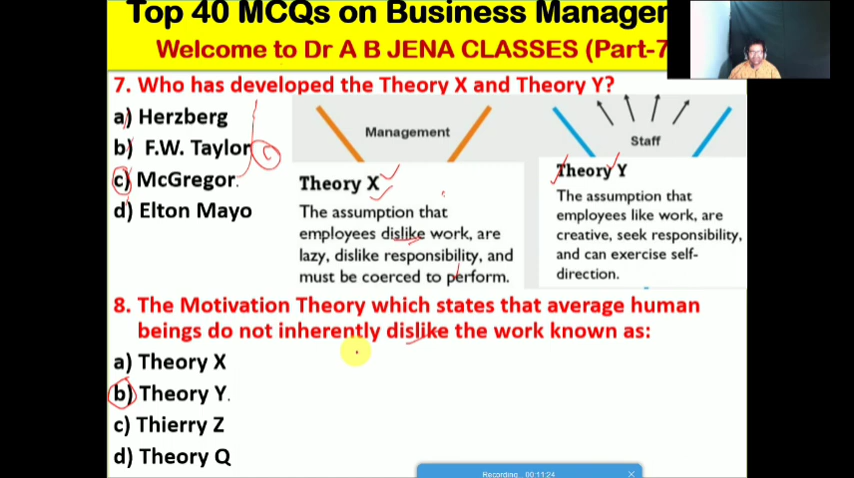 Top 40 MCQs on Business Manager
Welcome to Dr A B JENA CLASSES (Part-7
7. Who has developed the Theory X and Theory Y?
a) Herzberg
b) F.W. Taylor
c) McGregor.
d) Elton Mayo
Management
Theory X
The assumption that
employees dislike work, are
lazy, dislike responsibility, and
must be coerced to perform.
Staff
Theory Y
The assumption that
employees like work, are
creative, seek responsibility,
and can exercise self-
direction.
8. The Motivation Theory which states that average human
beings do not inherently dislike the work known as:
a) Theory X
b) Theory Y.
c) Thierry Z
d) Theory Q
Recording... 00:11:24